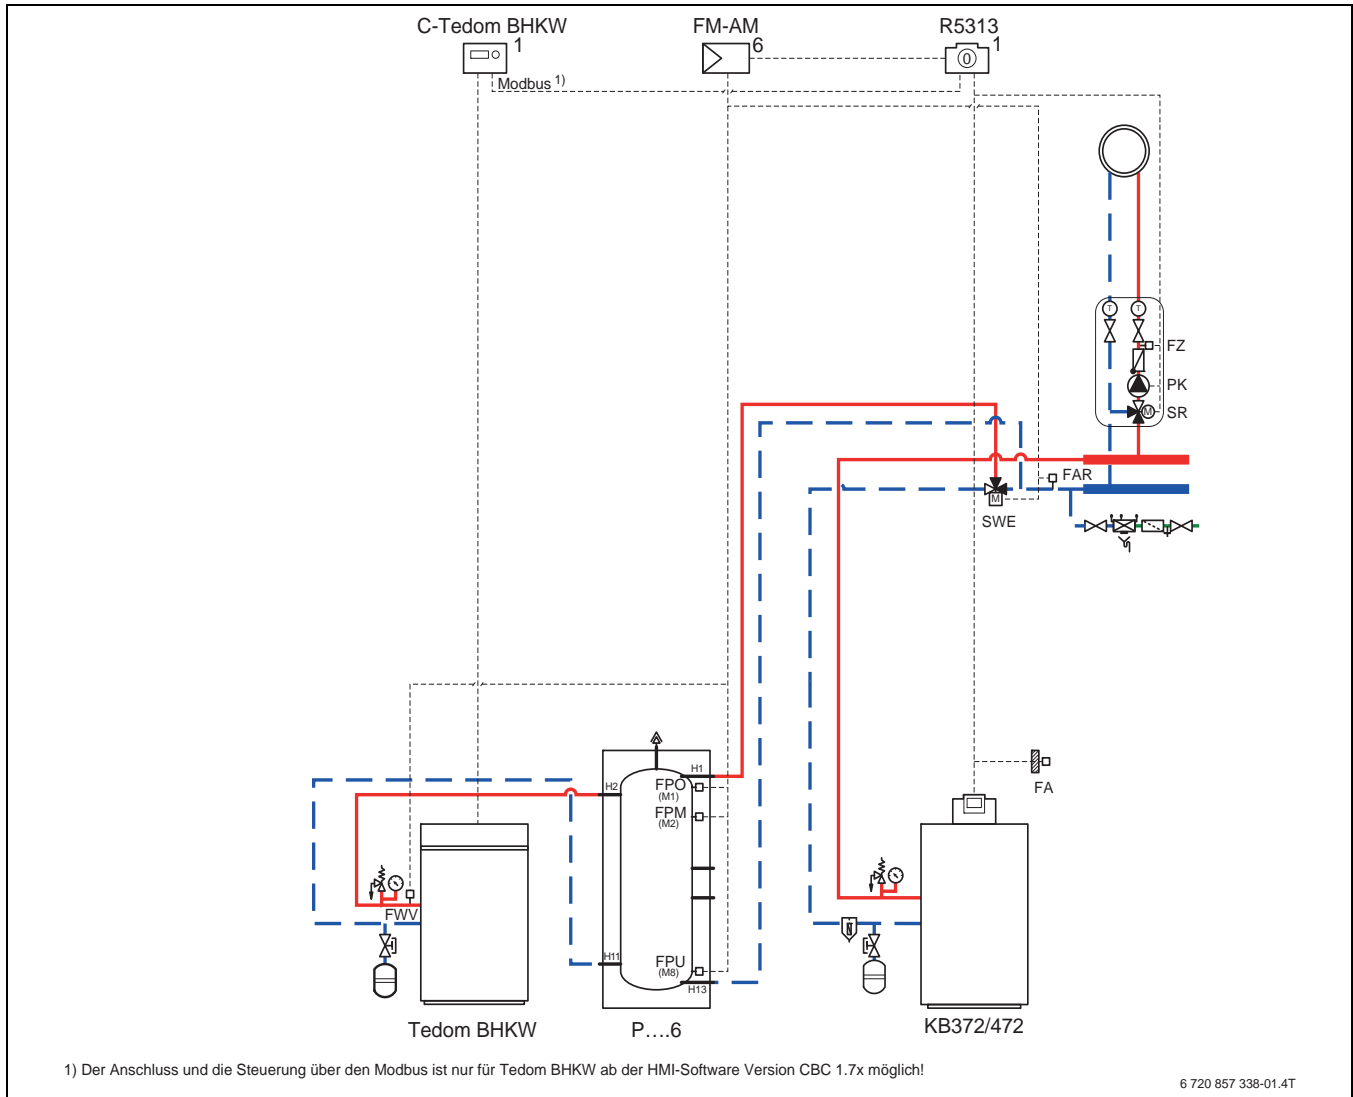 C-Tedom BHKW
1
FM-AM
6
R5313
1
0
Modbus 1)
T
T
FZ
PK
M
SR
FAR
M
SWE
FA
H1
H2
FPO
(M1)
FPM
(M2)
FWV
H11
FPU
(M8)
H13
Tedom BHKW
P....6
KB372/472
1) Der Anschluss und die Steuerung über den Modbus ist nur für Tedom BHKW ab der HMI-Software Version CBC 1.7x möglich!
6 720 857 338-01.4T